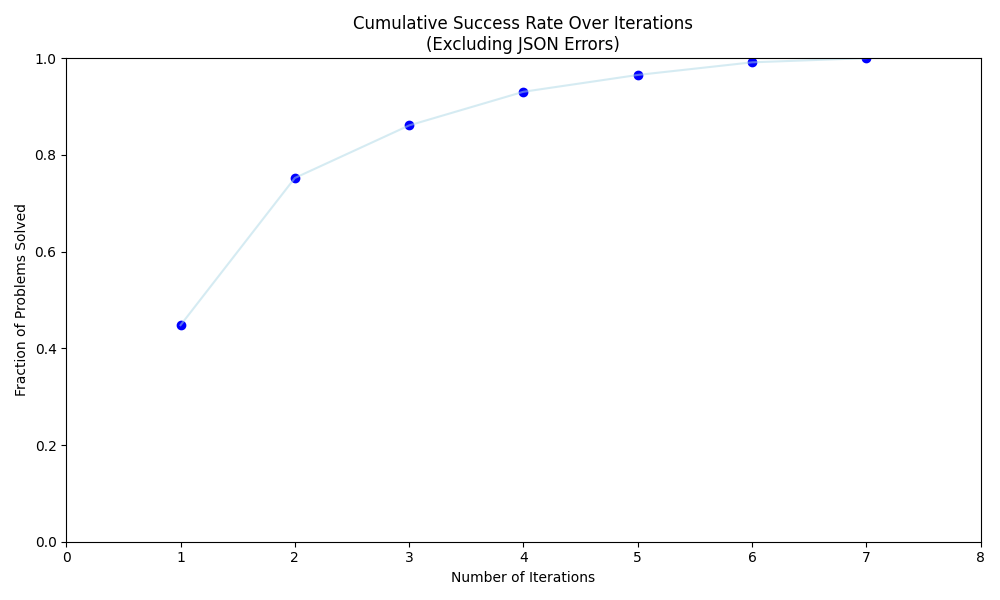 Cumulative Success Rate Over Iterations
(Excluding JSON Errors)
1.0
0.8
0.6
0.4
0.2
0.0
Fraction of Problems Solved
0 1 2 3 4 5 6 7 8
Number of Iterations